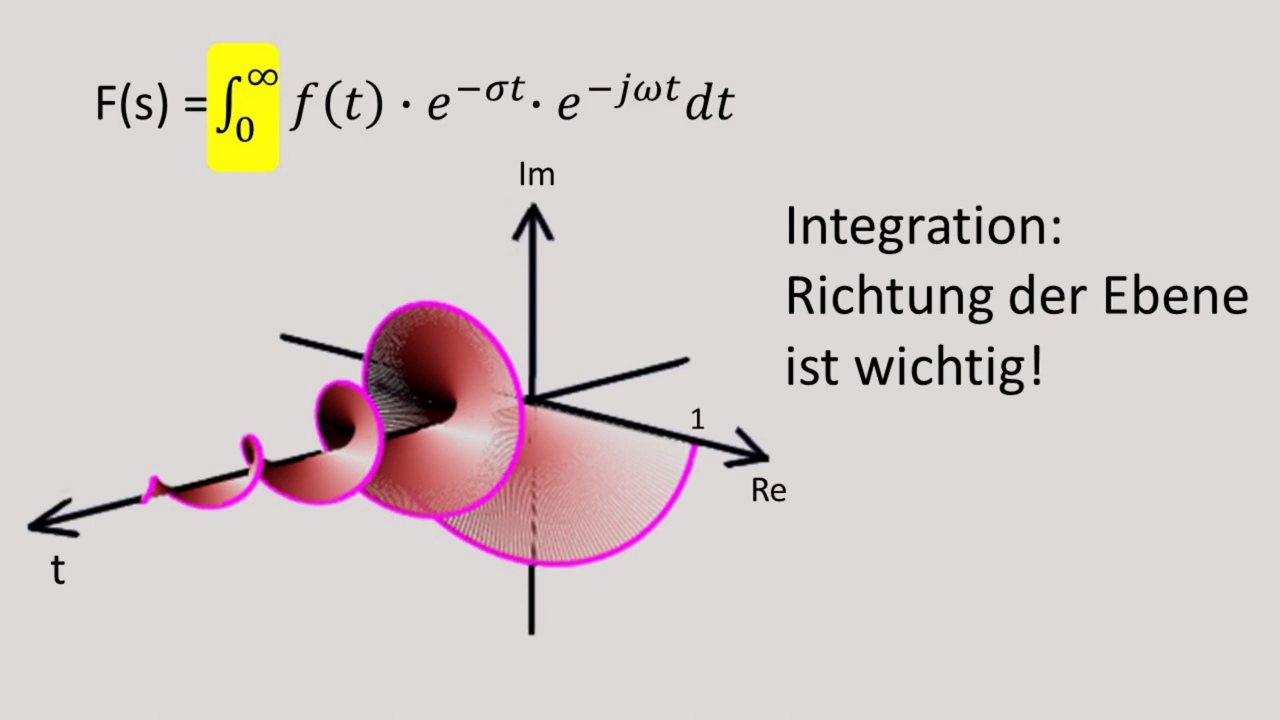 F(s) = ∫₀^∞ f(t) · e^{−σt} · e^{−jωt} dt
Im
Integration:
Richtung der Ebene
ist wichtig!
1
Re
t